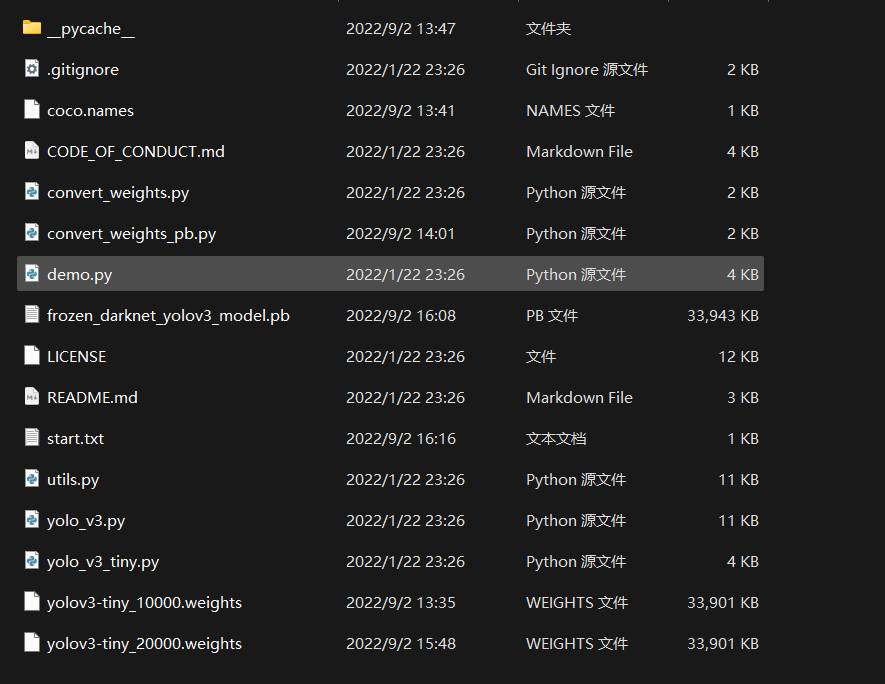 __pycache__ 2022/9/2 13:47 文件夹
.gitignore 2022/1/22 23:26 Git Ignore 源文件 2 KB
coco.names 2022/9/2 13:41 NAMES 文件 1 KB
CODE_OF_CONDUCT.md 2022/1/22 23:26 Markdown File 4 KB
convert_weights.py 2022/1/22 23:26 Python 源文件 2 KB
convert_weights_pb.py 2022/9/2 14:01 Python 源文件 2 KB
demo.py 2022/1/22 23:26 Python 源文件 4 KB
frozen_darknet_yolov3_model.pb 2022/9/2 16:08 PB 文件 33,943 KB
LICENSE 2022/1/22 23:26 文件 12 KB
README.md 2022/1/22 23:26 Markdown File 3 KB
start.txt 2022/9/2 16:16 文本文档 1 KB
utils.py 2022/1/22 23:26 Python 源文件 11 KB
yolo_v3.py 2022/1/22 23:26 Python 源文件 11 KB
yolo_v3_tiny.py 2022/1/22 23:26 Python 源文件 4 KB
yolov3-tiny_10000.weights 2022/9/2 13:35 WEIGHTS 文件 33,901 KB
yolov3-tiny_20000.weights 2022/9/2 15:48 WEIGHTS 文件 33,901 KB